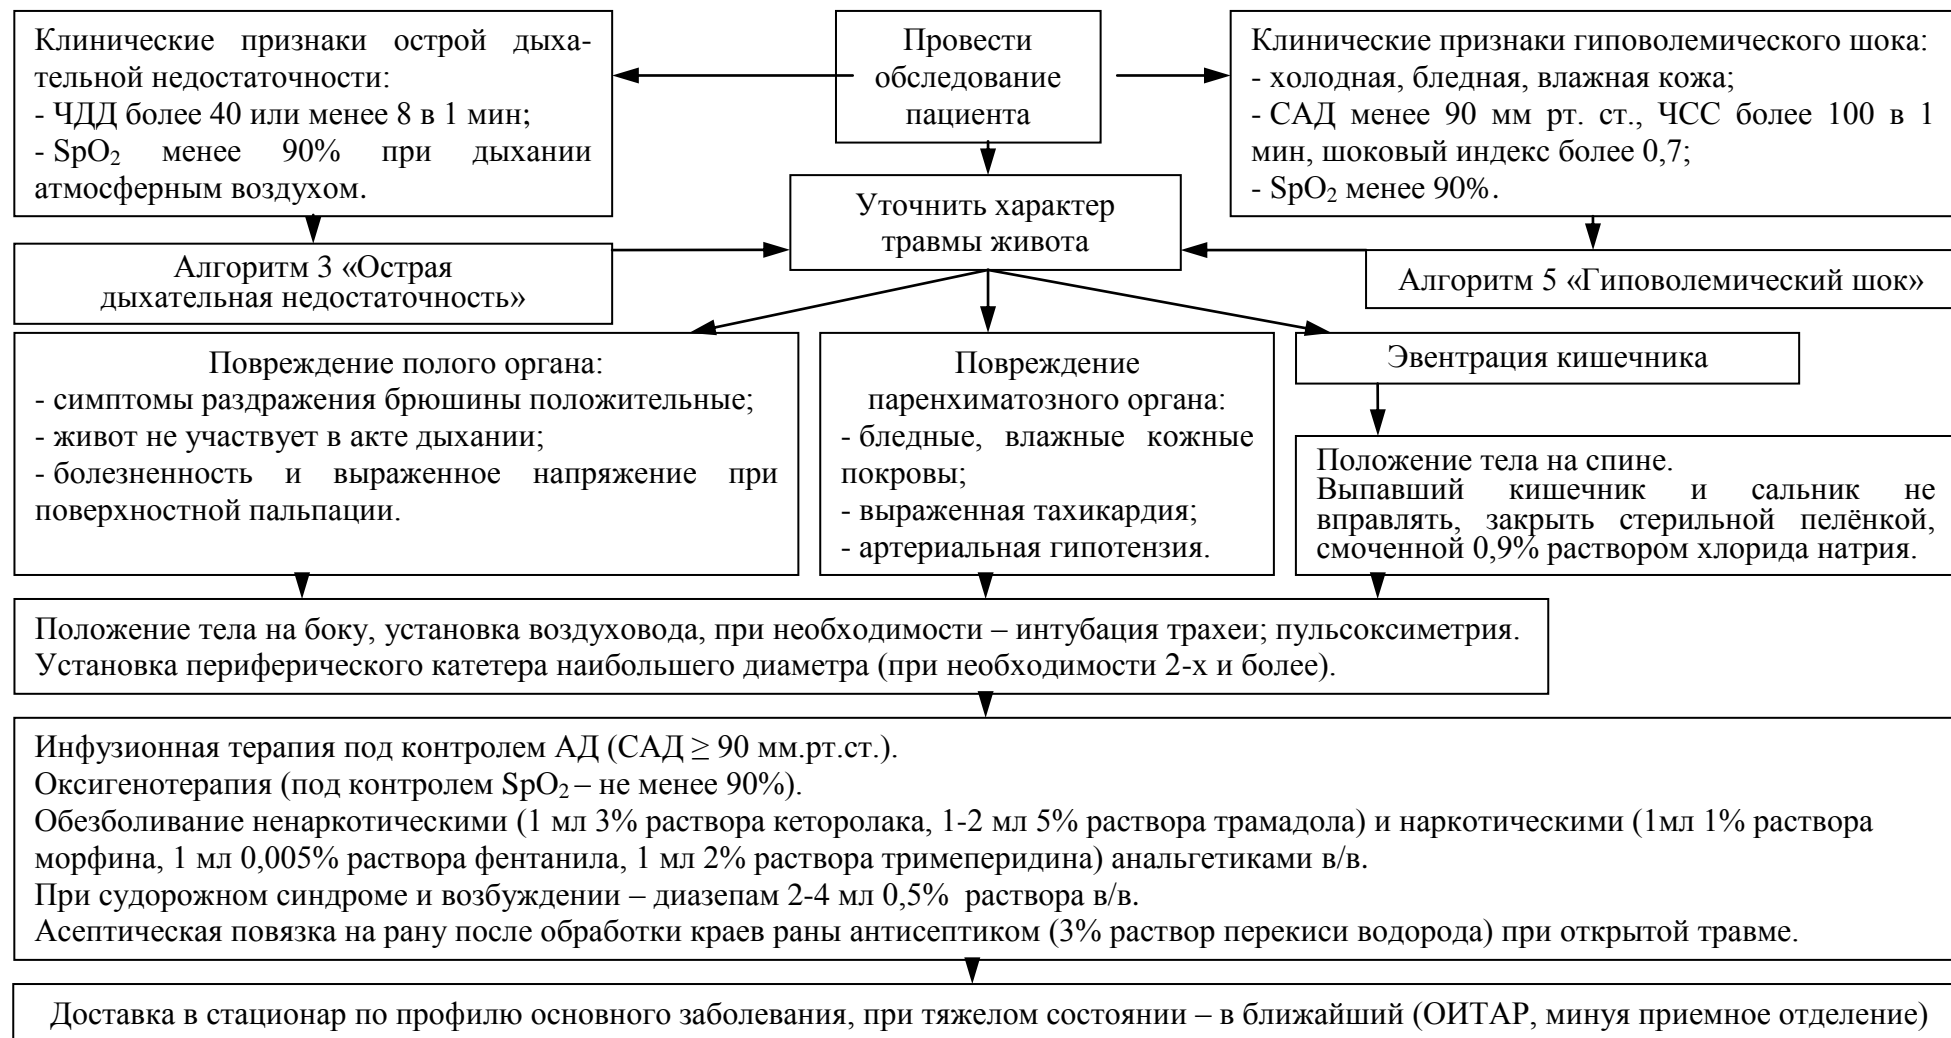 Клинические признаки острой дыха-
тельной недостаточности:
- ЧДД более 40 или менее 8 в 1 мин;
- SpO₂ менее 90% при дыхании
атмосферным воздухом.
Провести
обследование
пациента
Клинические признаки гиповолемического шока:
- холодная, бледная, влажная кожа;
- САД менее 90 мм рт. ст., ЧСС более 100 в 1
мин, шоковый индекс более 0,7;
- SpO₂ менее 90%.
Уточнить характер
травмы живота
Алгоритм 3 «Острая
дыхательная недостаточность»
Алгоритм 5 «Гиповолемический шок»
Повреждение полого органа:
- симптомы раздражения брюшины положительные;
- живот не участвует в акте дыхании;
- болезненность и выраженное напряжение при
поверхностной пальпации.
Повреждение
паренхиматозного органа:
- бледные, влажные кожные
покровы;
- выраженная тахикардия;
- артериальная гипотензия.
Эвентрация кишечника
Положение тела на спине.
Выпавший кишечник и сальник не
вправлять, закрыть стерильной пелёнкой,
смоченной 0,9% раствором хлорида натрия.
Положение тела на боку, установка воздуховода, при необходимости – интубация трахеи; пульсоксиметрия.
Установка периферического катетера наибольшего диаметра (при необходимости 2-х и более).
Инфузионная терапия под контролем АД (САД ≥ 90 мм.рт.ст.).
Оксигенотерапия (под контролем SpO₂ – не менее 90%).
Обезболивание ненаркотическими (1 мл 3% раствора кеторолака, 1-2 мл 5% раствора трамадола) и наркотическими (1мл 1% раствора
морфина, 1 мл 0,005% раствора фентанила, 1 мл 2% раствора тримеперидина) анальгетиками в/в.
При судорожном синдроме и возбуждении – диазепам 2-4 мл 0,5% раствора в/в.
Асептическая повязка на рану после обработки краев раны антисептиком (3% раствор перекиси водорода) при открытой травме.
Доставка в стационар по профилю основного заболевания, при тяжелом состоянии – в ближайший (ОИТАР, минуя приемное отделение)